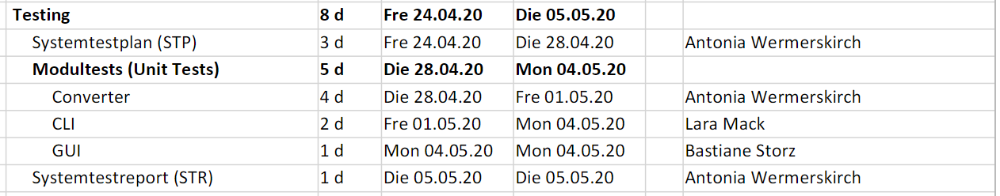 Testing 8 d Fre 24.04.20 Die 05.05.20
Systemtestplan (STP) 3 d Fre 24.04.20 Die 28.04.20 Antonia Wermerskirch
Modultests (Unit Tests) 5 d Die 28.04.20 Mon 04.05.20
Converter 4 d Die 28.04.20 Fre 01.05.20 Antonia Wermerskirch
CLI 2 d Fre 01.05.20 Mon 04.05.20 Lara Mack
GUI 1 d Mon 04.05.20 Mon 04.05.20 Bastiane Storz
Systemtestreport (STR) 1 d Die 05.05.20 Die 05.05.20 Antonia Wermerskirch